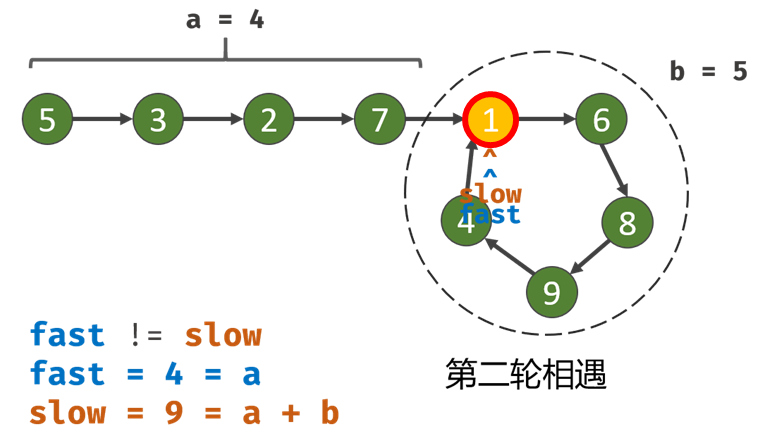 a = 4
b = 5
5 3 2 7 1 6
^
^
slow
fast
4 8
9
fast != slow
fast = 4 = a
slow = 9 = a + b
第二轮相遇